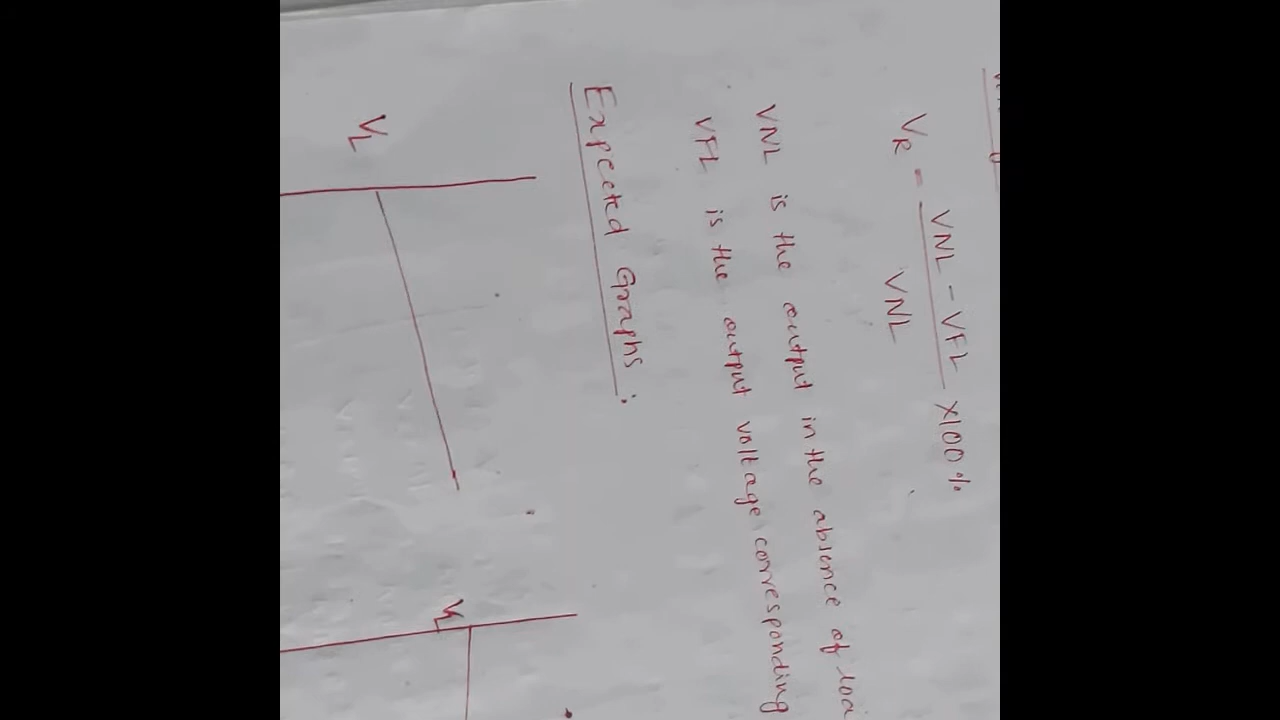 VR = VNL - VFL ×100%
VNL
VNL is the output in the absence of
VFL is the output voltage corresponding
Expected Graphs :
VL
VL